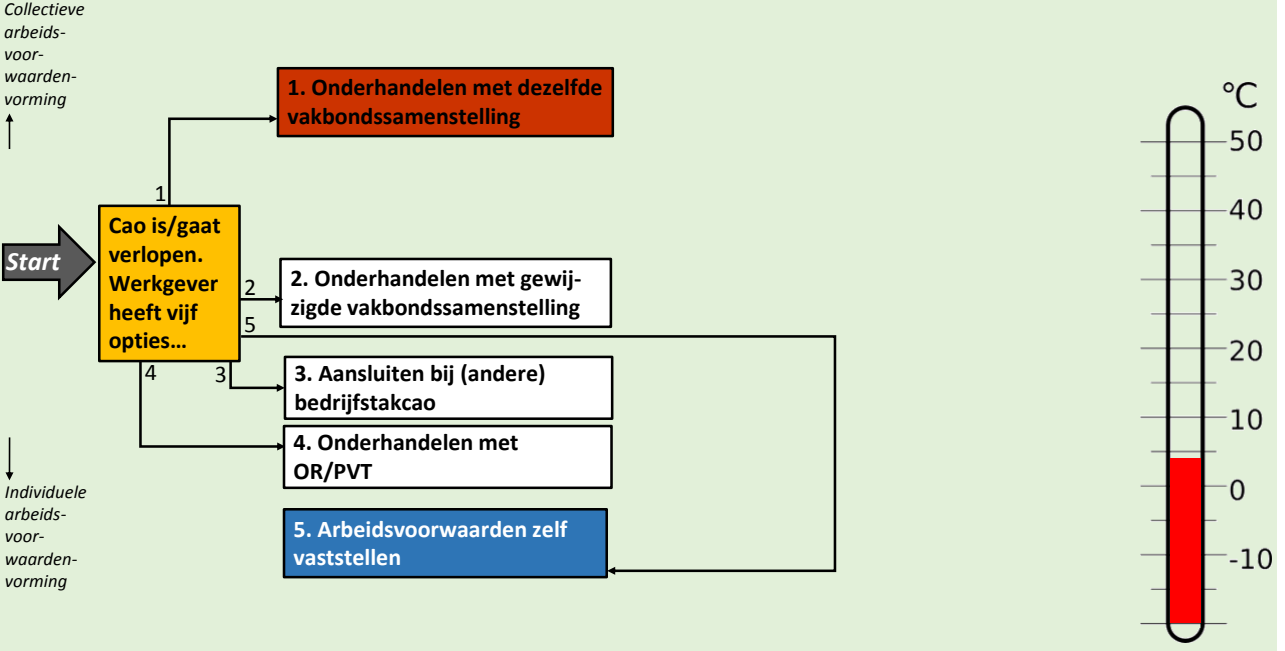 Collectieve
arbeids-
voor-
waarden-
vorming
1. Onderhandelen met dezelfde
vakbondssamenstelling
1
Start
Cao is/gaat
verlopen.
Werkgever
heeft vijf
opties…
2
2. Onderhandelen met gewij-
zigde vakbondssamenstelling
5
4
3
3. Aansluiten bij (andere)
bedrijfstakcao
4. Onderhandelen met
OR/PVT
Individuele
arbeids-
voor-
waarden-
vorming
5. Arbeidsvoorwaarden zelf
vaststellen
°C
50
40
30
20
10
0
-10